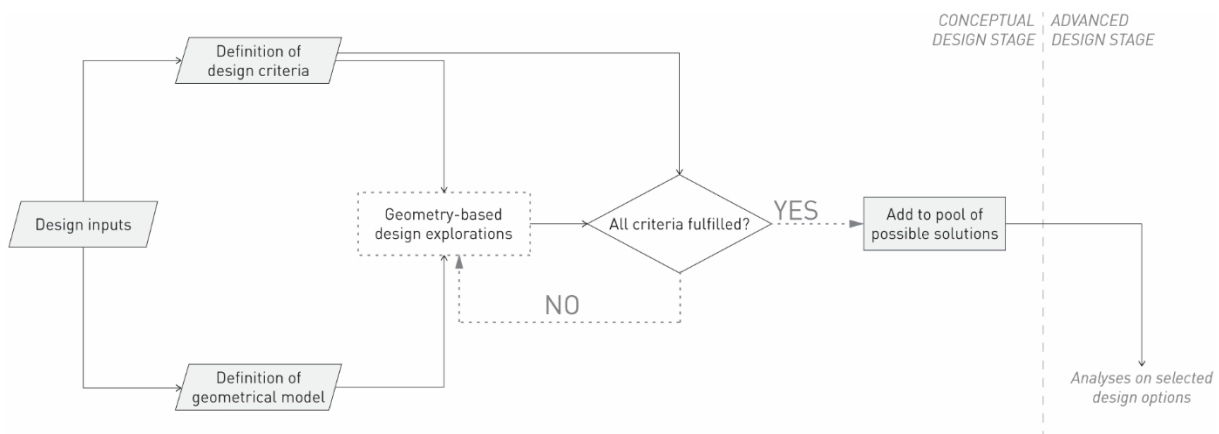 CONCEPTUAL
DESIGN STAGE
ADVANCED
DESIGN STAGE
Definition of
design criteria
Design inputs
Geometry-based
design explorations
All criteria fulfilled?
YES
Add to pool of
possible solutions
NO
Definition of
geometrical model
Analyses on selected
design options